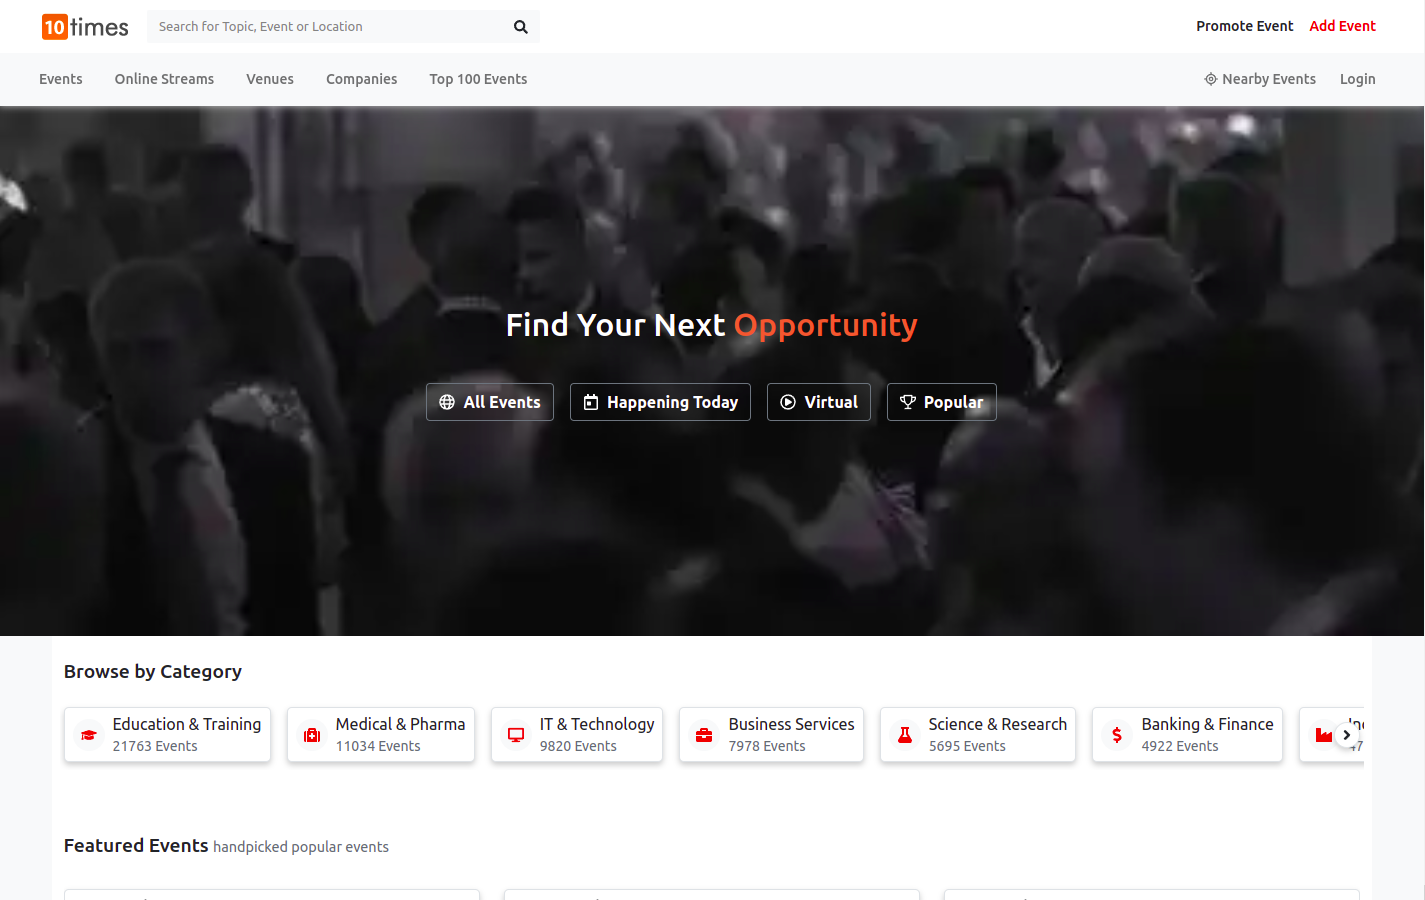 10times
Search for Topic, Event or Location
Promote Event
Add Event
Events
Online Streams
Venues
Companies
Top 100 Events
Nearby Events
Login
Find Your Next Opportunity
All Events
Happening Today
Virtual
Popular
Browse by Category
Education & Training
21763 Events
Medical & Pharma
11034 Events
IT & Technology
9820 Events
Business Services
7978 Events
Science & Research
5695 Events
Banking & Finance
4922 Events
Featured Events handpicked popular events